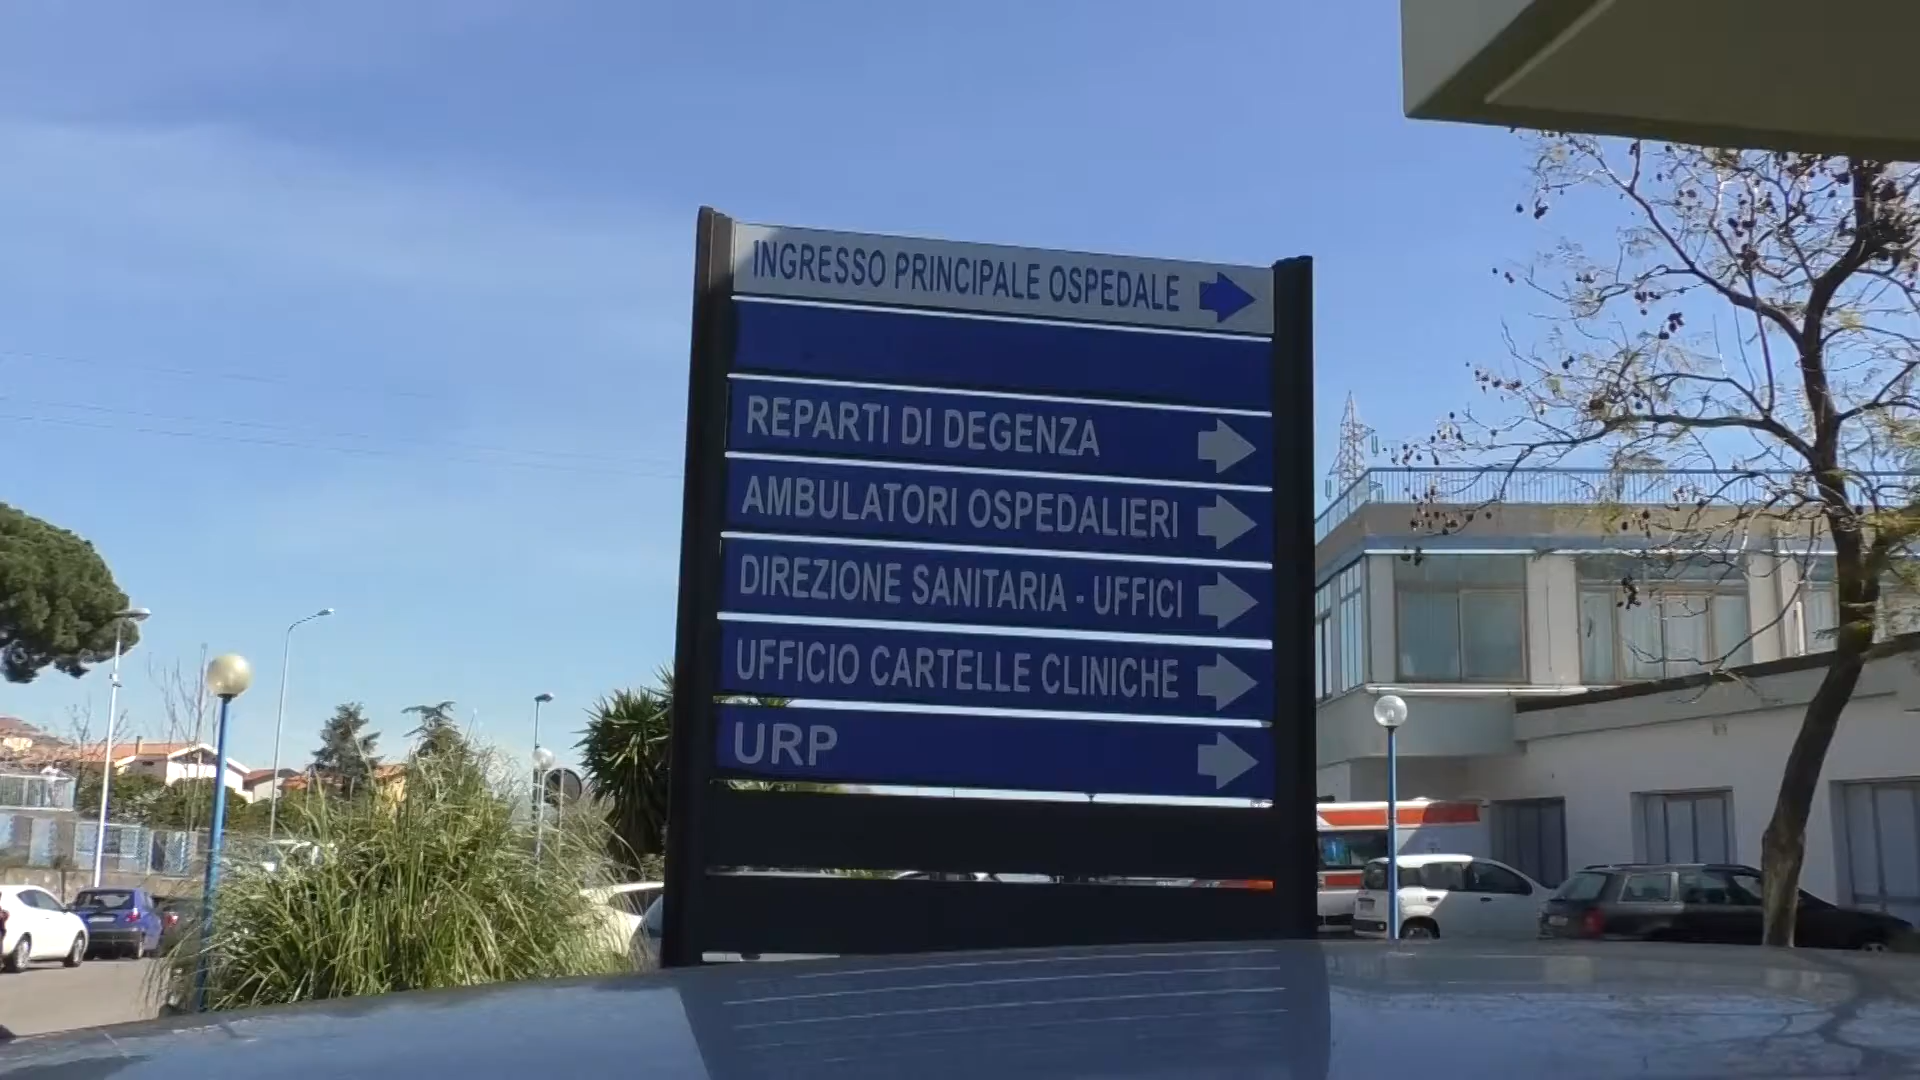 INGRESSO PRINCIPALE OSPEDALE
REPARTI DI DEGENZA
AMBULATORI OSPEDALIERI
DIREZIONE SANITARIA - UFFICI
UFFICIO CARTELLE CLINICHE
URP